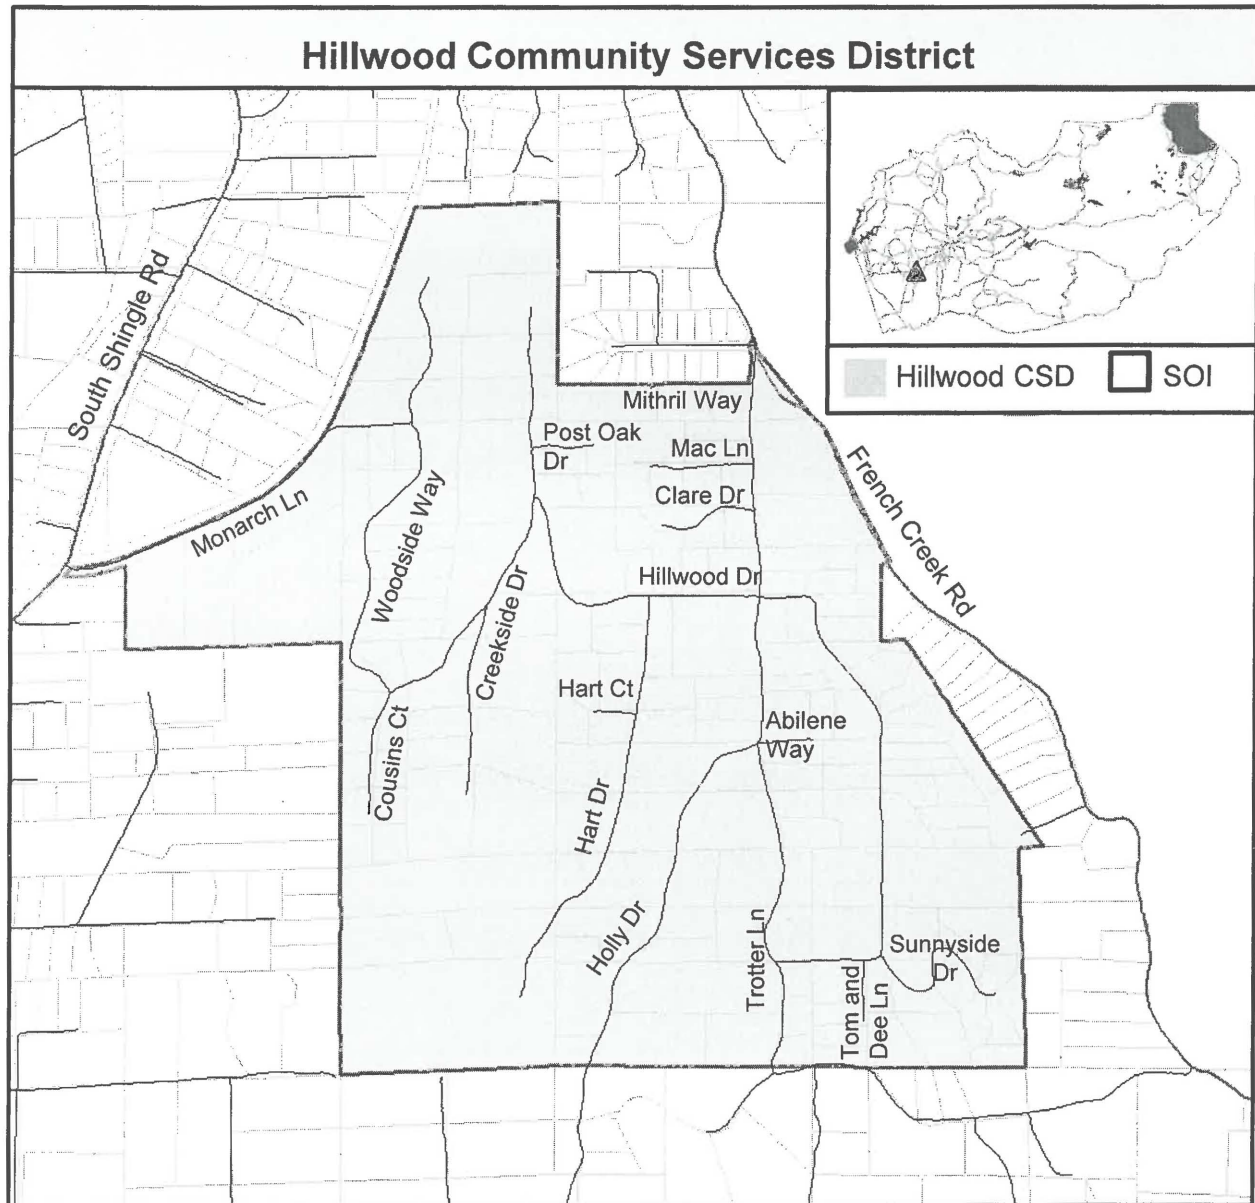 Hillwood Community Services District
South Shingle Rd
Hillwood CSD
SOI
Mithril Way
Post Oak
Dr
Mac Ln
Clare Dr
French Creek Rd
Monarch Ln
Woodside Way
Creekside Dr
Hillwood Dr
Hart Ct
Abilene
Way
Cousins Ct
Hart Dr
Holly Dr
Trotter Ln
Sunnyside
Dr
Tom and
Dee Ln